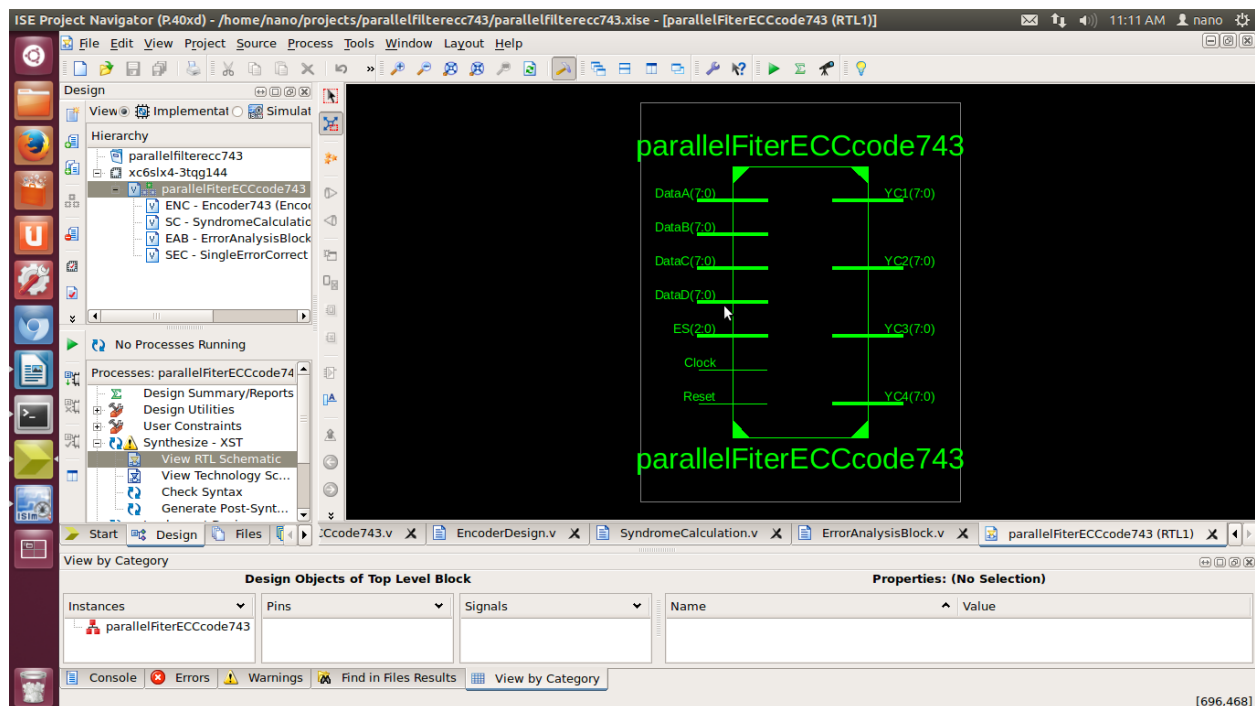 ISE Project Navigator (P.40xd) - /home/nano/projects/parallelfilterecc743/parallelfilterecc743.xise - [parallelFiterECCcode743 (RTL1)]
11:11 AM
nano
File Edit View Project Source Process Tools Window Layout Help
Design
View Implementat Simulat
Hierarchy
parallelfilterecc743
xc6slx4-3tqg144
parallelFiterECCcode743
ENC - Encoder743 (Encod
SC - SyndromeCalculatic
EAB - ErrorAnalysisBlock
SEC - SingleErrorCorrect
No Processes Running
Processes: parallelFiterECCcode74
Design Summary/Reports
Design Utilities
User Constraints
Synthesize - XST
View RTL Schematic
View Technology Sc...
Check Syntax
Generate Post-Synt...
parallelFiterECCcode743
DataA(7:0)
DataB(7:0)
DataC(7:0)
DataD(7:0)
ES(2:0)
Clock
Reset
YC1(7:0)
YC2(7:0)
YC3(7:0)
YC4(7:0)
parallelFiterECCcode743
Start Design Files
CCcode743.v EncoderDesign.v SyndromeCalculation.v ErrorAnalysisBlock.v parallelFiterECCcode743 (RTL1)
View by Category
Design Objects of Top Level Block
Properties: (No Selection)
Instances Pins Signals Name Value
parallelFiterECCcode743
Console Errors Warnings Find in Files Results View by Category
[696,468]